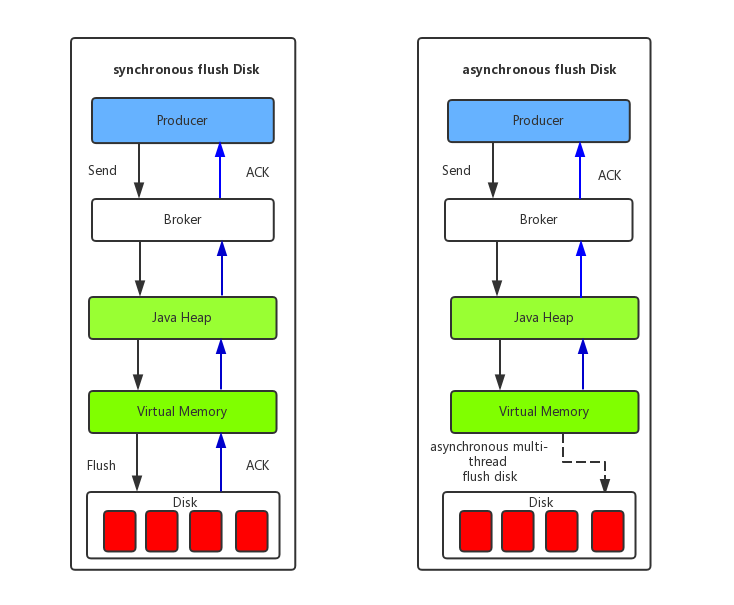 synchronous flush Disk
Producer
Send
ACK
Broker
Java Heap
Virtual Memory
Flush
ACK
Disk
asynchronous flush Disk
Producer
Send
ACK
Broker
Java Heap
Virtual Memory
asynchronous multi-
thread
flush disk
Disk